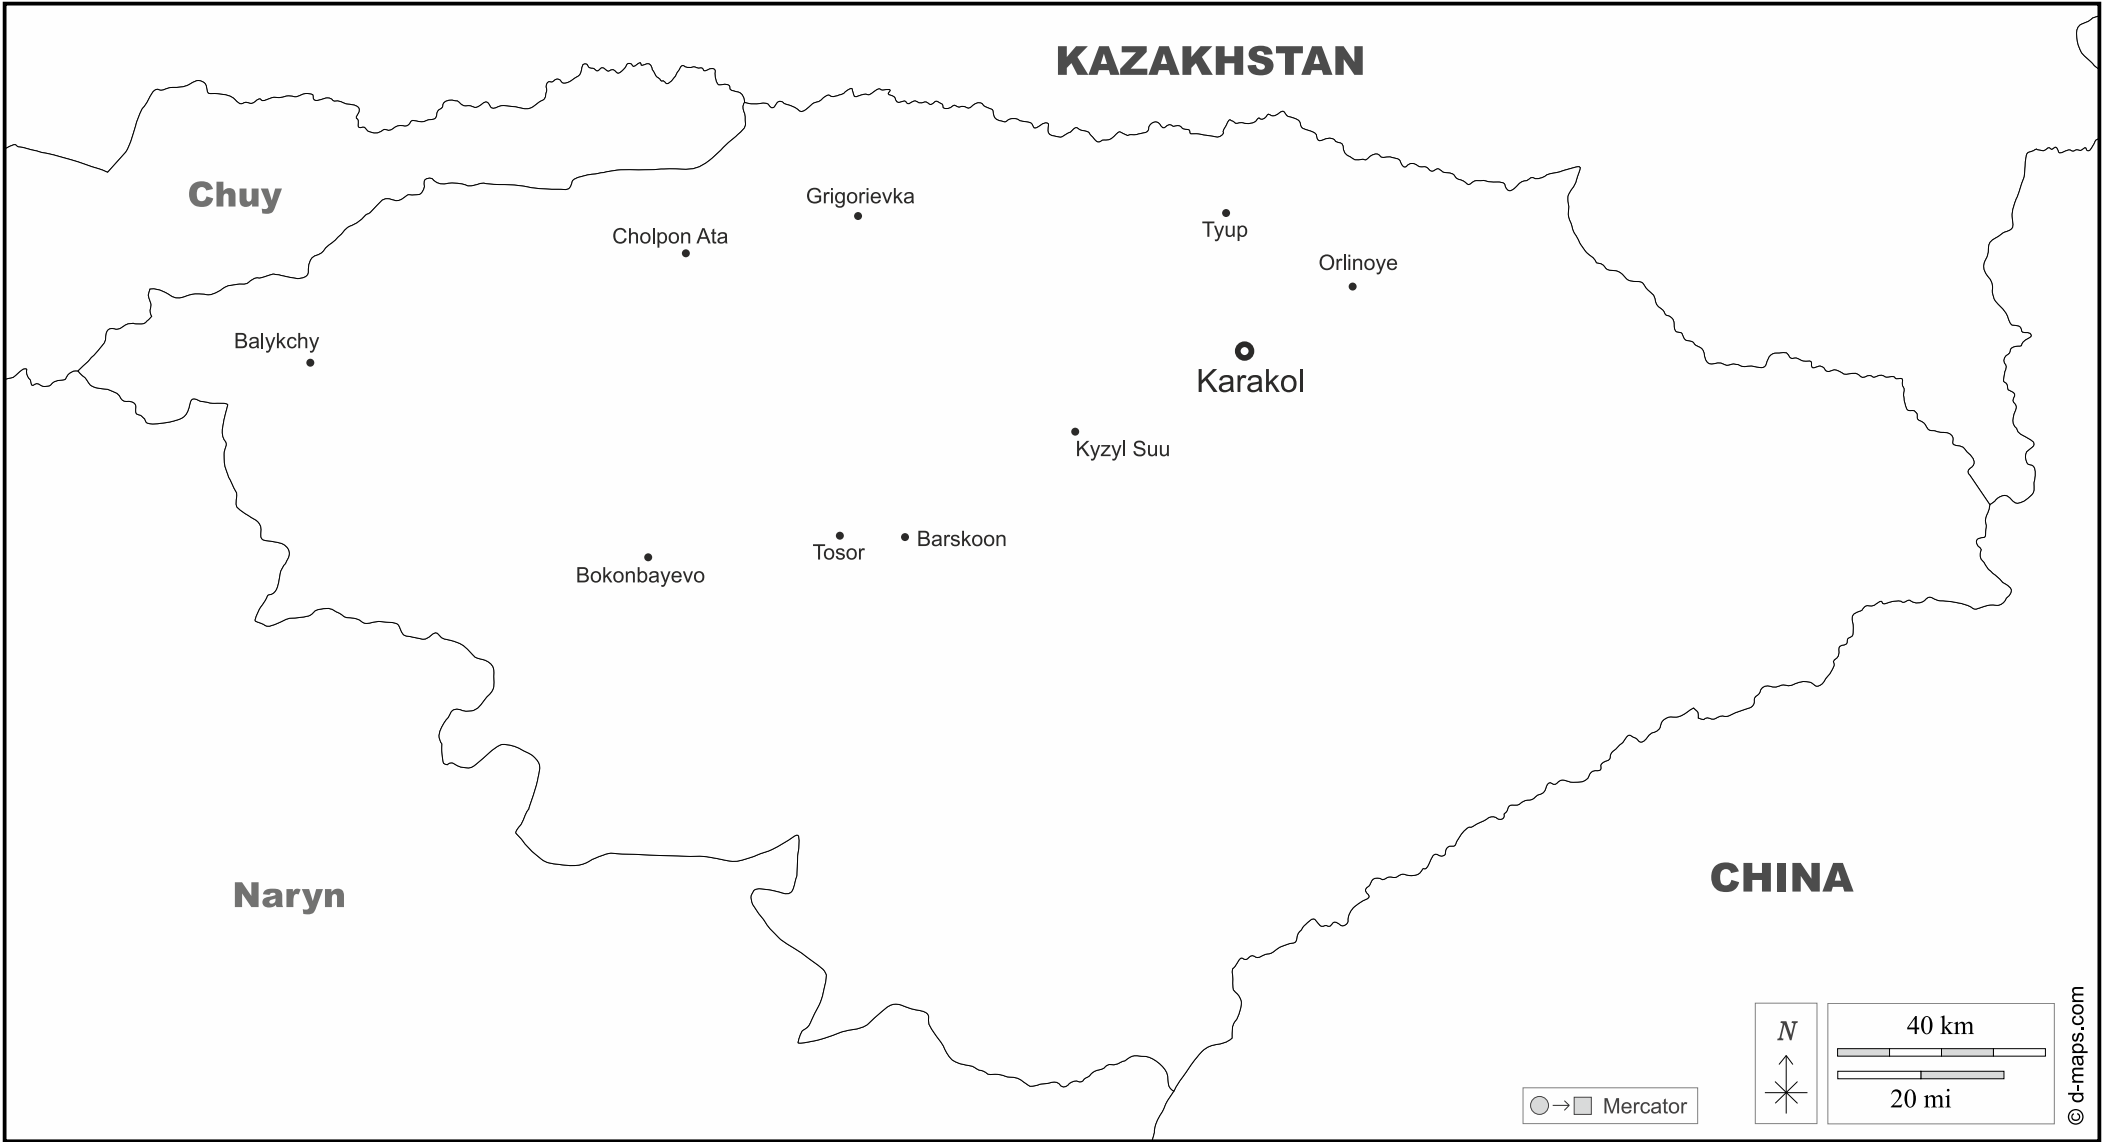 KAZAKHSTAN
Chuy
Grigorievka
Cholpon Ata
Tyup
Orlinoye
Balykchy
Karakol
Kyzyl Suu
Barskoon
Tosor
Bokonbayevo
CHINA
Naryn
N
40 km
20 mi
Mercator
© d-maps.com